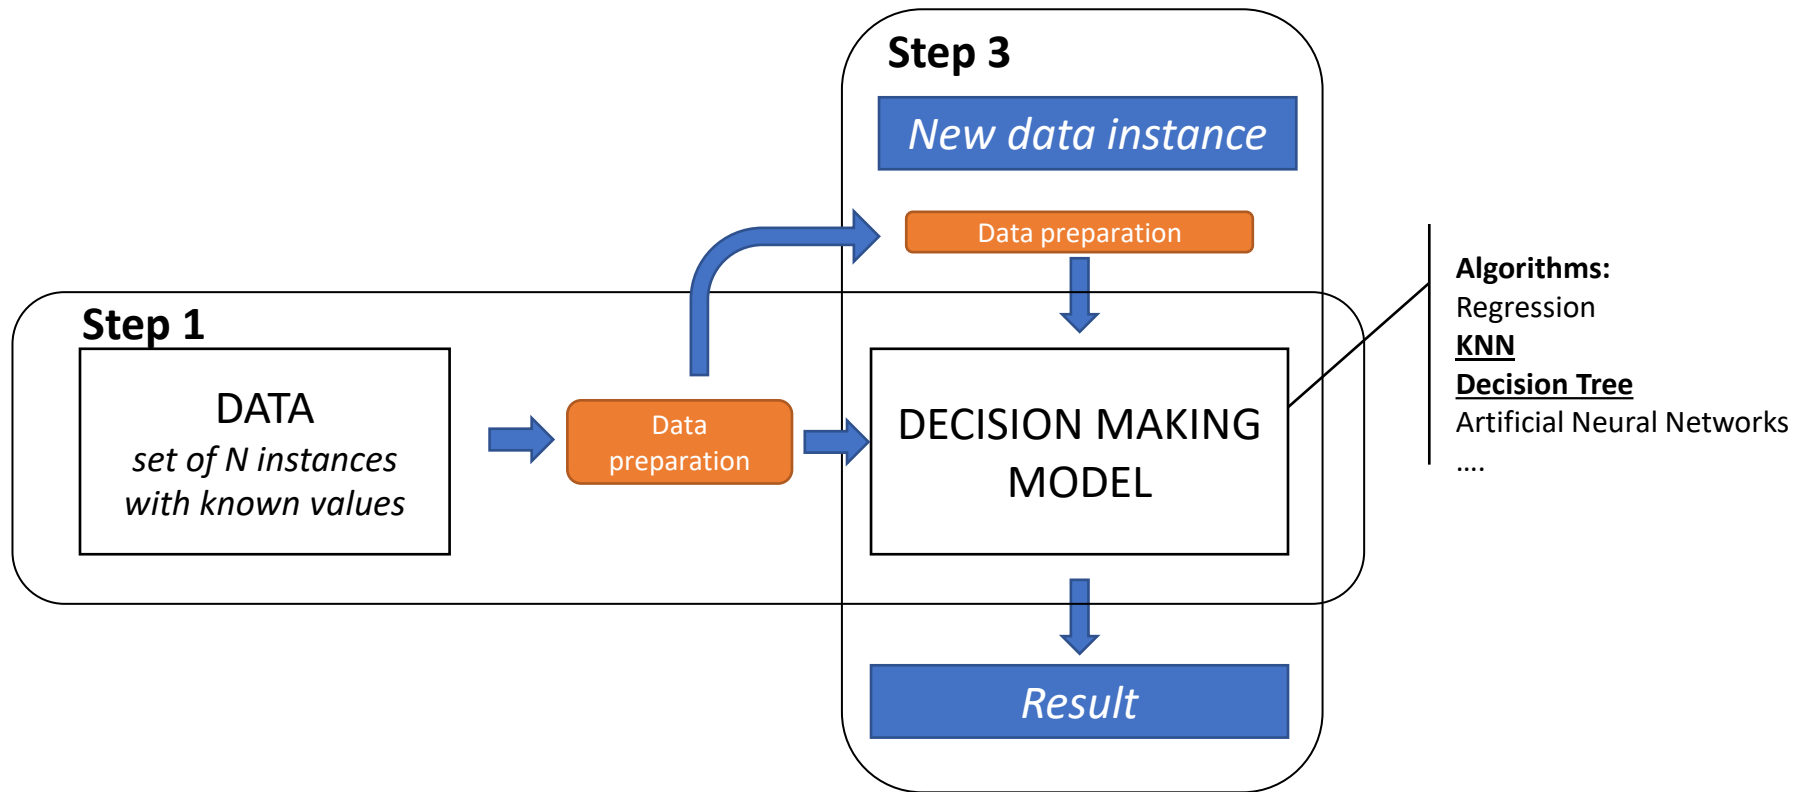 Step 3
New data instance
Data preparation
Step 1
DATA
set of N instances
with known values
Data
preparation
DECISION MAKING
MODEL
Result
Algorithms:
Regression
KNN
Decision Tree
Artificial Neural Networks
....